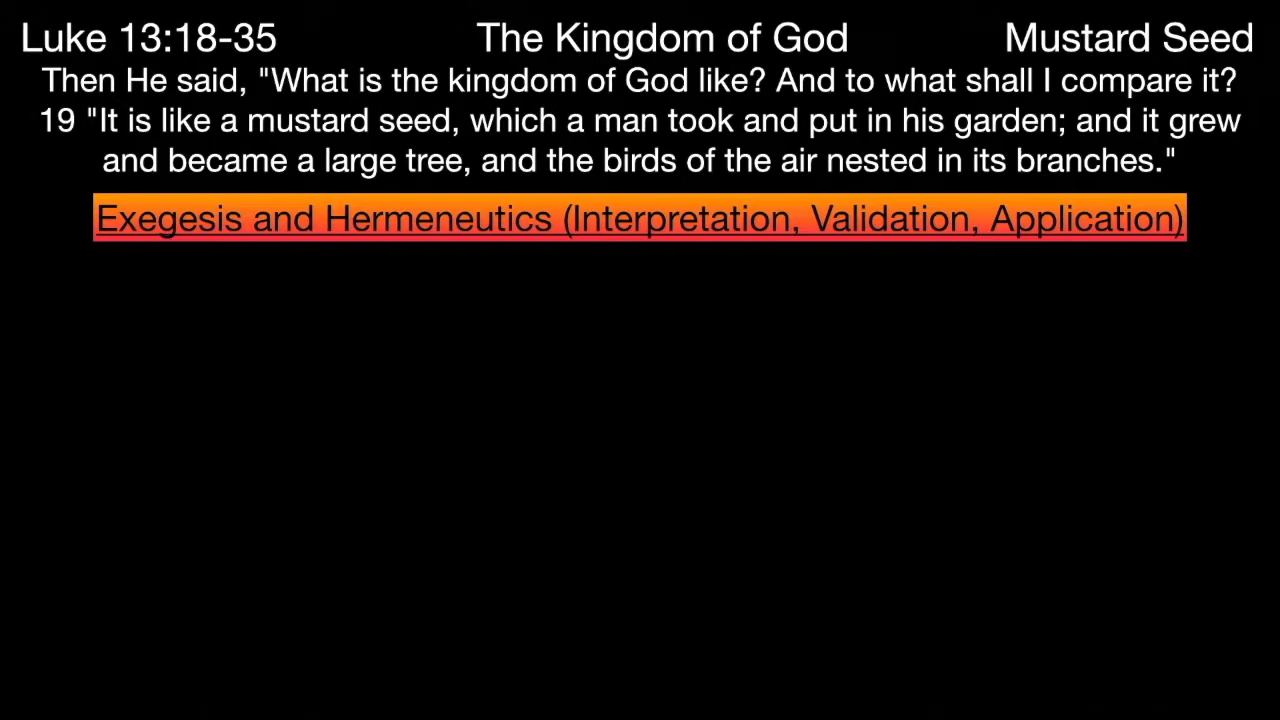 Luke 13:18-35 The Kingdom of God Mustard Seed
Then He said, "What is the kingdom of God like? And to what shall I compare it?
19 "It is like a mustard seed, which a man took and put in his garden; and it grew
and became a large tree, and the birds of the air nested in its branches."
Exegesis and Hermeneutics (Interpretation, Validation, Application)